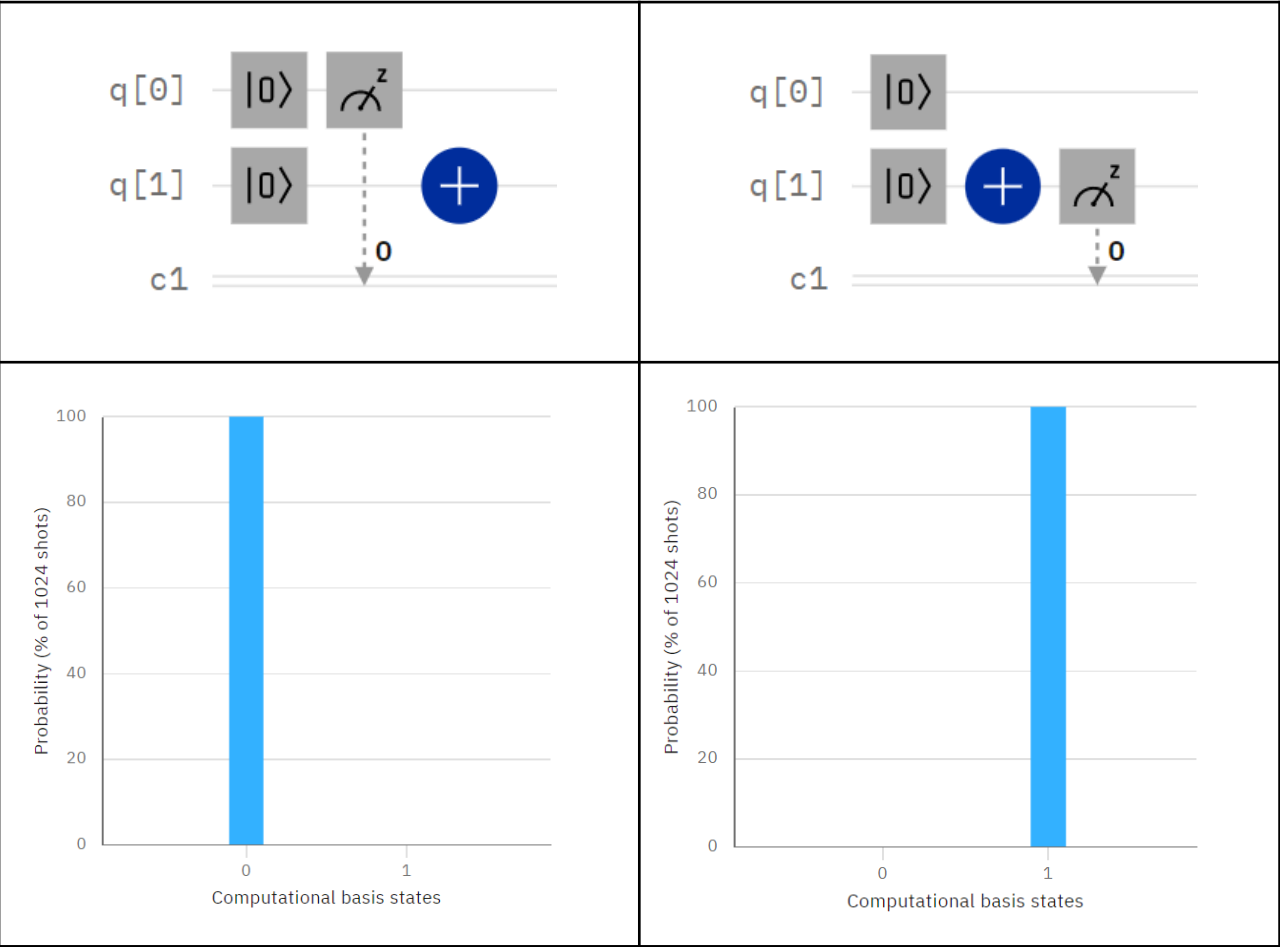 q[0] |0⟩ z
q[1] |0⟩ +
0
c1
q[0] |0⟩
q[1] |0⟩ + z
0
c1
100
80
60
40
20
0
0 1
Probability (% of 1024 shots)
Computational basis states
100
80
60
40
20
0
0 1
Probability (% of 1024 shots)
Computational basis states